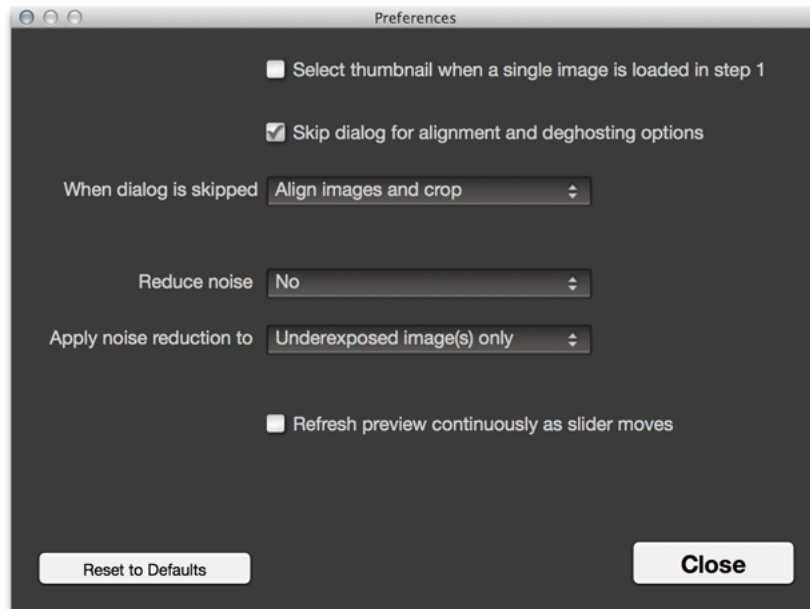 Preferences
Select thumbnail when a single image is loaded in step 1
Skip dialog for alignment and deghosting options
When dialog is skipped Align images and crop
Reduce noise No
Apply noise reduction to Underexposed image(s) only
Refresh preview continuously as slider moves
Reset to Defaults Close